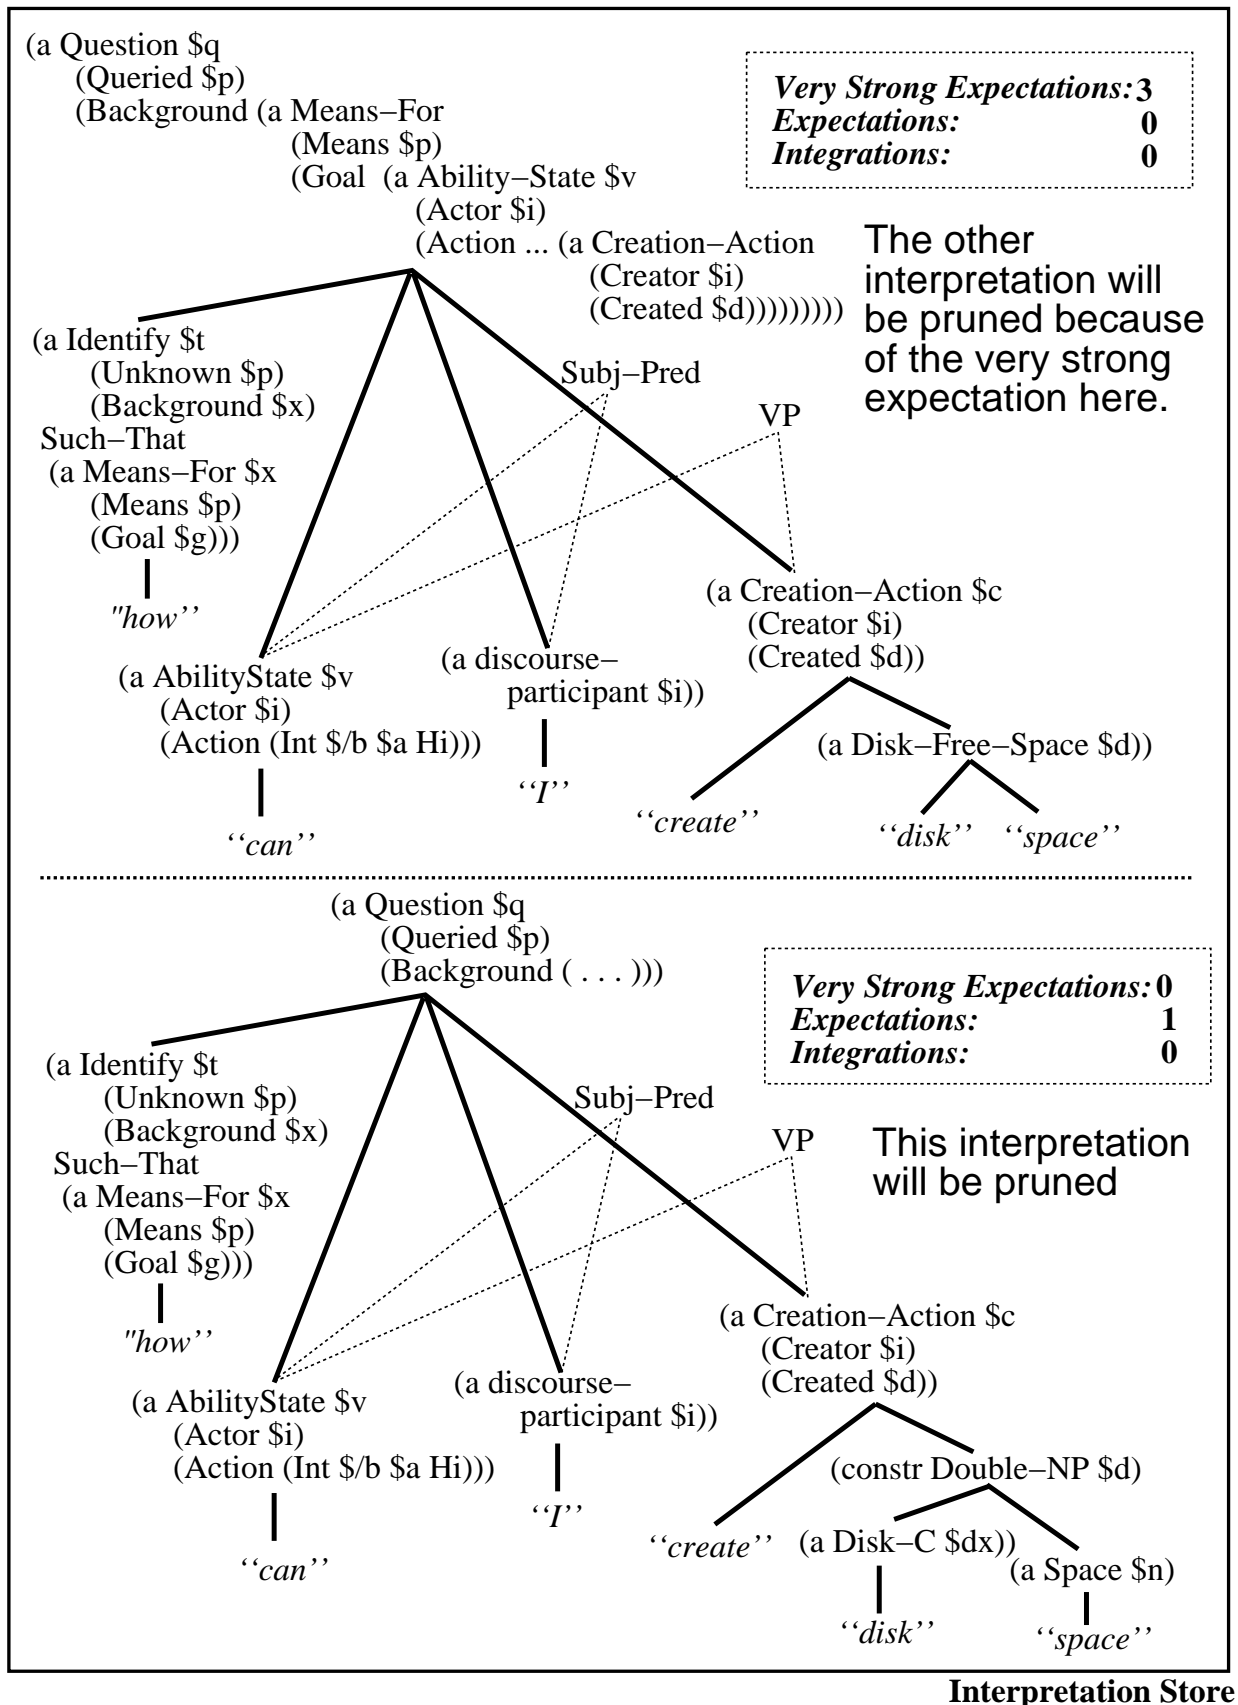 (a Question $q
(Queried $p)
(Background (a Means−For
(Means $p)
(Goal (a Ability−State $v
(Actor $i)
(Action ... (a Creation−Action
(Creator $i)
(Created $d)))))))))
Very Strong Expectations: 3
Expectations: 0
Integrations: 0
The other
interpretation will
be pruned because
of the very strong
expectation here.
(a Identify $t
(Unknown $p)
(Background $x)
Such−That
(a Means−For $x
(Means $p)
(Goal $g)))
"how’’
Subj−Pred
VP
(a AbilityState $v
(Actor $i)
(Action (Int $/b $a Hi)))
‘‘can’’
(a discourse−
participant $i))
‘‘I’’
(a Creation−Action $c
(Creator $i)
(Created $d))
(a Disk−Free−Space $d))
‘‘create’’
‘‘disk’’ ‘‘space’’
(a Question $q
(Queried $p)
(Background ( . . . )))
Very Strong Expectations: 0
Expectations: 1
Integrations: 0
This interpretation
will be pruned
(a Identify $t
(Unknown $p)
(Background $x)
Such−That
(a Means−For $x
(Means $p)
(Goal $g)))
"how’’
Subj−Pred
VP
(a AbilityState $v
(Actor $i)
(Action (Int $/b $a Hi)))
‘‘can’’
(a discourse−
participant $i))
‘‘I’’
(a Creation−Action $c
(Creator $i)
(Created $d))
(constr Double−NP $d)
‘‘create’’
(a Disk−C $dx))
(a Space $n)
‘‘disk’’
‘‘space’’
Interpretation Store